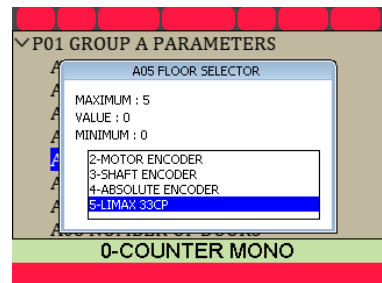 P01 GROUP A PARAMETERS
A05 FLOOR SELECTOR
MAXIMUM : 5
VALUE : 0
MINIMUM : 0
2-MOTOR ENCODER
3-SHAFT ENCODER
4-ABSOLUTE ENCODER
5-LIMAX 33CP
0-COUNTER MONO